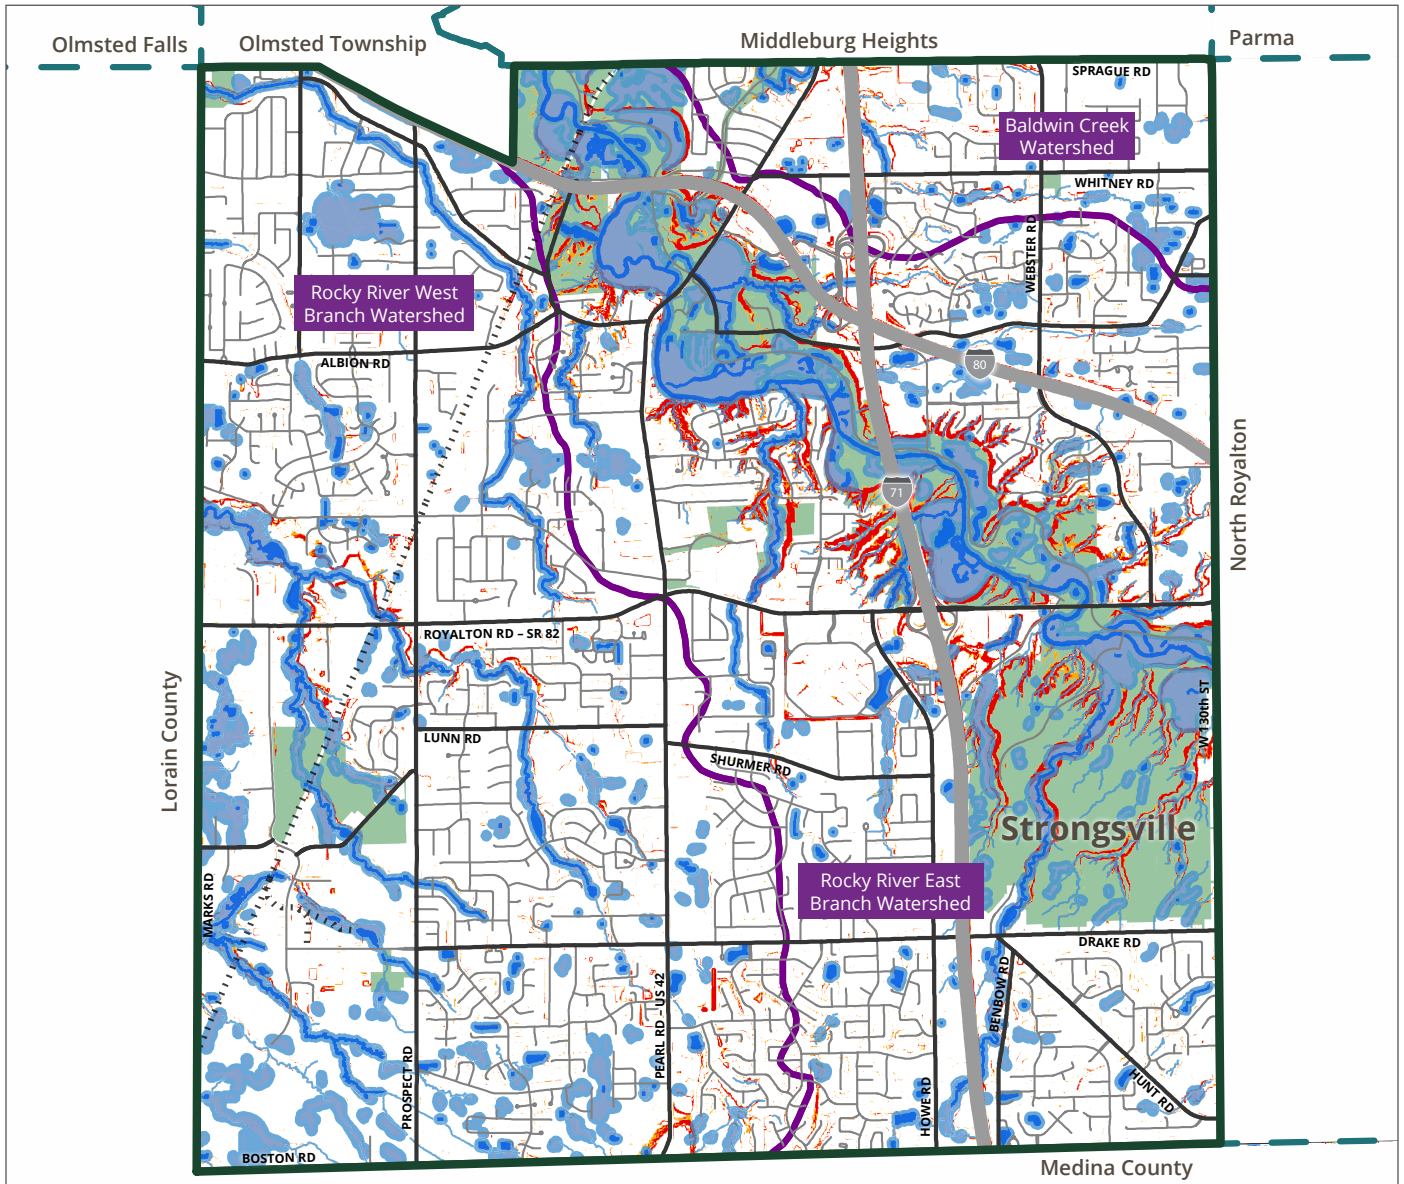 Olmsted Falls
Olmsted Township
Middleburg Heights
Parma
SPRAGUE RD
Baldwin Creek
Watershed
WHITNEY RD
WEBSTER RD
Rocky River West
Branch Watershed
ALBION RD
80
North Royalton
71
ROYALTON RD – SR 82
Lorain County
W 130th ST
LUNN RD
SHURMER RD
Strongsville
Rocky River East
Branch Watershed
MARKS RD
DRAKE RD
BENBOW RD
PEARL RD – US 42
PROSPECT RD
HOWE RD
HUNT RD
BOSTON RD
Medina County